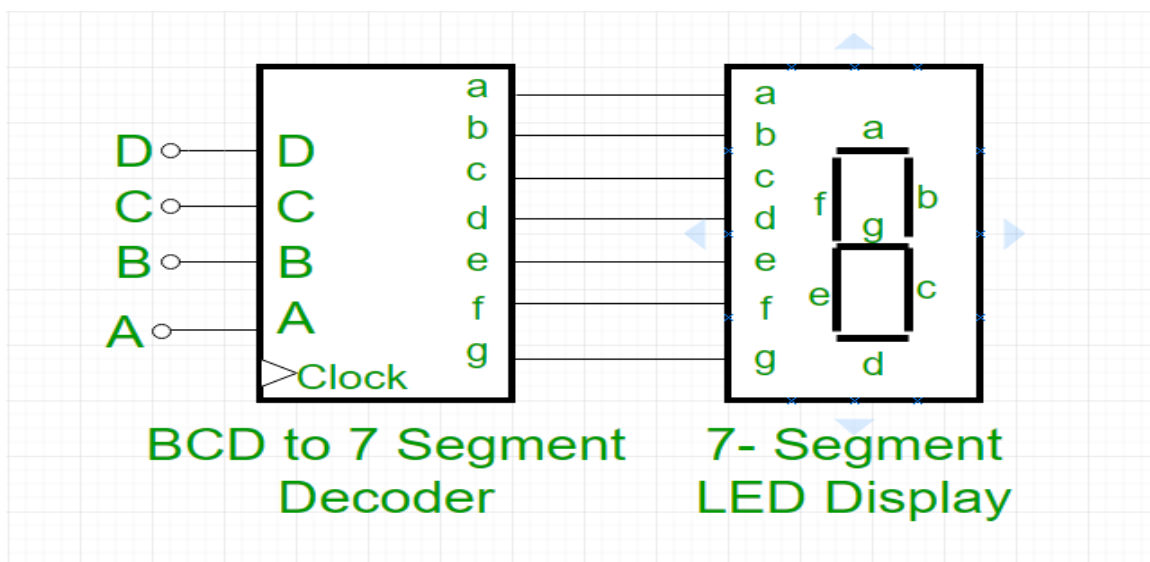 D
C
B
A
D
C
B
A
Clock
a
b
c
d
e
f
g
a
b
c
d
e
f
g
a
f
b
g
e
c
d
BCD to 7 Segment
Decoder
7- Segment
LED Display